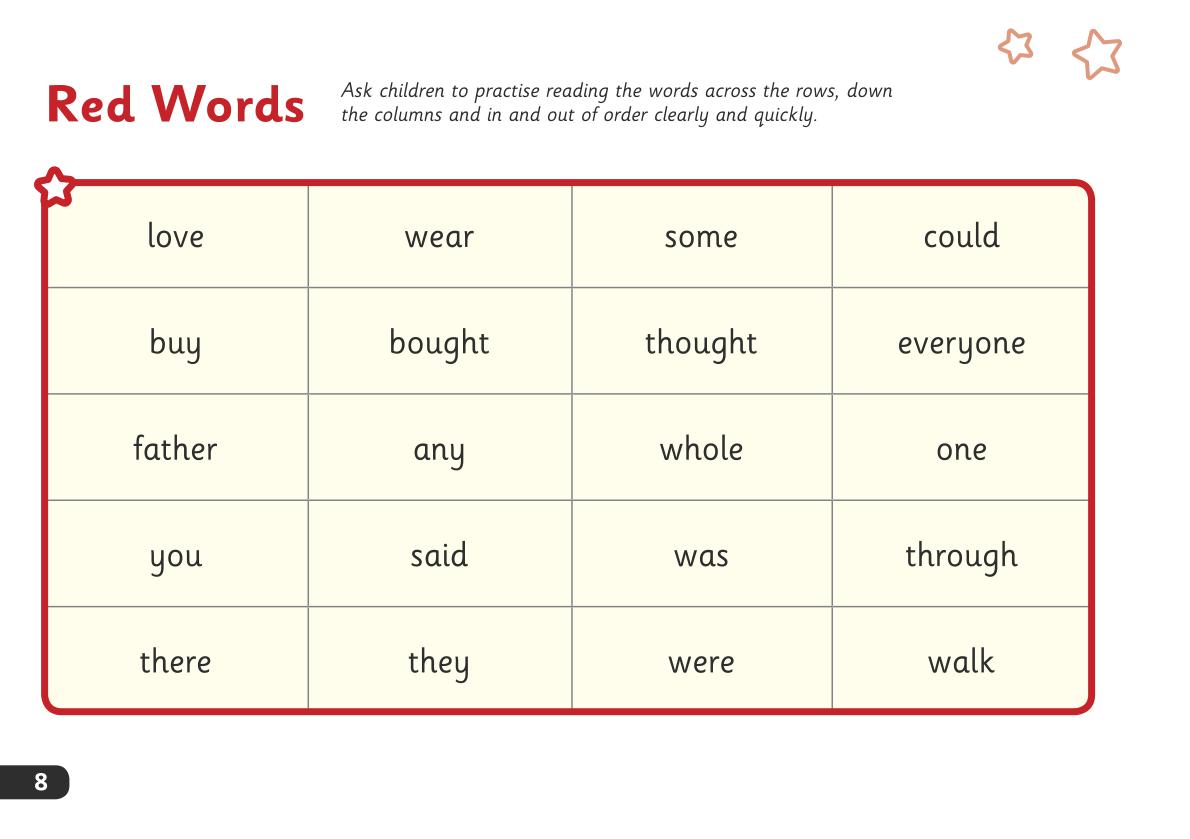 Red Words
Ask children to practise reading the words across the rows, down
the columns and in and out of order clearly and quickly.
love wear some could
buy bought thought everyone
father any whole one
you said was through
there they were walk
8